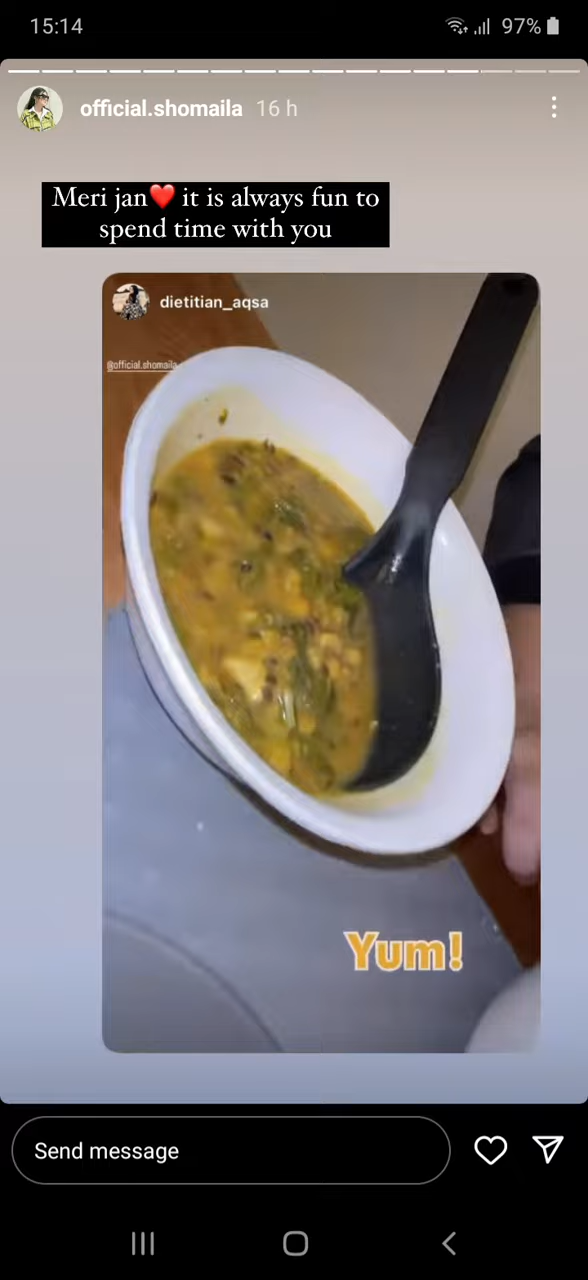 15:14
97%
official.shomaila 16 h
Meri jan❤️ it is always fun to
spend time with you
dietitian_aqsa
@official.shomaila
Yum!
Send message